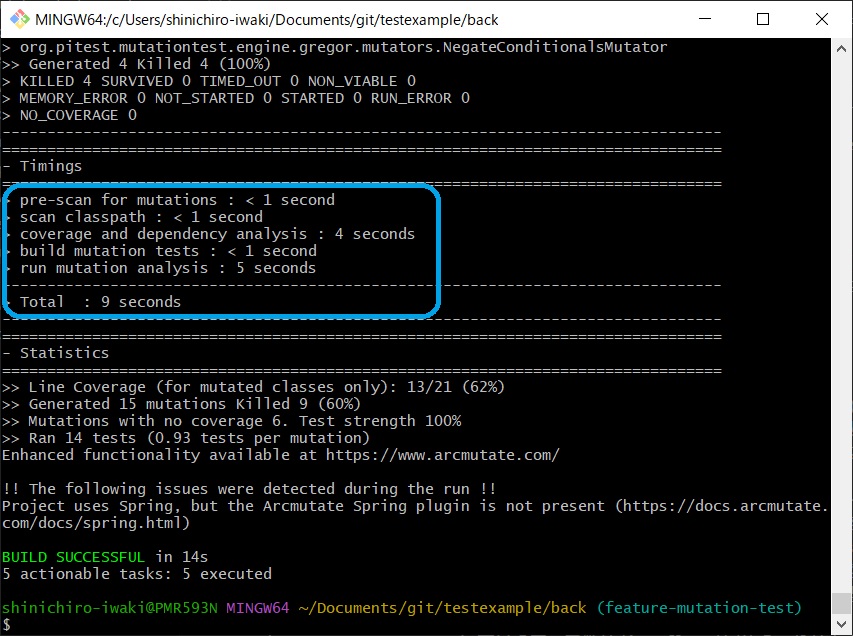 MINGW64:/c/Users/shinichiro-iwaki/Documents/git/testexample/back
> org.pitest.mutationtest.engine.gregor.mutators.NegateConditionalsMutator
>> Generated 4 Killed 4 (100%)
> KILLED 4 SURVIVED 0 TIMED_OUT 0 NON_VIABLE 0
> MEMORY_ERROR 0 NOT_STARTED 0 STARTED 0 RUN_ERROR 0
> NO_COVERAGE 0
--------------------------------------------------------------------------------
================================================================================
- Timings
================================================================================
> pre-scan for mutations : < 1 second
> scan classpath : < 1 second
> coverage and dependency analysis : 4 seconds
> build mutation tests : < 1 second
> run mutation analysis : 5 seconds
--------------------------------------------------------------------------------
> Total  : 9 seconds
--------------------------------------------------------------------------------
================================================================================
- Statistics
================================================================================
>> Line Coverage (for mutated classes only): 13/21 (62%)
>> Generated 15 mutations Killed 9 (60%)
>> Mutations with no coverage 6. Test strength 100%
>> Ran 14 tests (0.93 tests per mutation)
Enhanced functionality available at https://www.arcmutate.com/
!! The following issues were detected during the run !!
Project uses Spring, but the Arcmutate Spring plugin is not present (https://docs.arcmutate.
com/docs/spring.html)
BUILD SUCCESSFUL in 14s
5 actionable tasks: 5 executed
shinichiro-iwaki@PMR593N MINGW64 ~/Documents/git/testexample/back (feature-mutation-test)
$